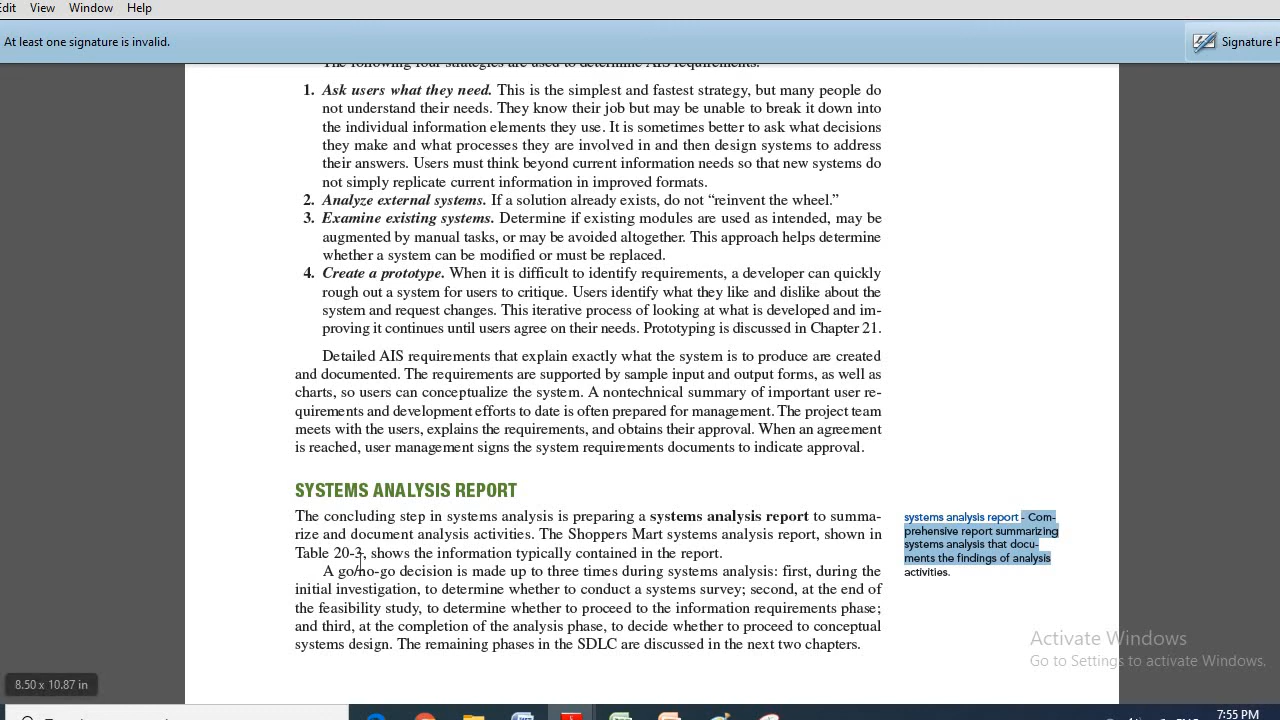 Edit View Window Help
At least one signature is invalid.
Signature P
The following four strategies are used to determine AIS requirements.
1. Ask users what they need. This is the simplest and fastest strategy, but many people do
not understand their needs. They know their job but may be unable to break it down into
the individual information elements they use. It is sometimes better to ask what decisions
they make and what processes they are involved in and then design systems to address
their answers. Users must think beyond current information needs so that new systems do
not simply replicate current information in improved formats.
2. Analyze external systems. If a solution already exists, do not “reinvent the wheel.”
3. Examine existing systems. Determine if existing modules are used as intended, may be
augmented by manual tasks, or may be avoided altogether. This approach helps determine
whether a system can be modified or must be replaced.
4. Create a prototype. When it is difficult to identify requirements, a developer can quickly
rough out a system for users to critique. Users identify what they like and dislike about the
system and request changes. This iterative process of looking at what is developed and im-
proving it continues until users agree on their needs. Prototyping is discussed in Chapter 21.
Detailed AIS requirements that explain exactly what the system is to produce are created
and documented. The requirements are supported by sample input and output forms, as well as
charts, so users can conceptualize the system. A nontechnical summary of important user re-
quirements and development efforts to date is often prepared for management. The project team
meets with the users, explains the requirements, and obtains their approval. When an agreement
is reached, user management signs the system requirements documents to indicate approval.
SYSTEMS ANALYSIS REPORT
The concluding step in systems analysis is preparing a systems analysis report to summa-
rize and document analysis activities. The Shoppers Mart systems analysis report, shown in
Table 20-3, shows the information typically contained in the report.
A go/no-go decision is made up to three times during systems analysis: first, during the
initial investigation, to determine whether to conduct a systems survey; second, at the end of
the feasibility study, to determine whether to proceed to the information requirements phase;
and third, at the completion of the analysis phase, to decide whether to proceed to conceptual
systems design. The remaining phases in the SDLC are discussed in the next two chapters.
systems analysis report - Com-
prehensive report summarizing
systems analysis that docu-
ments the findings of analysis
activities.
Activate Windows
Go to Settings to activate Windows.
8.50 x 10.87 in
7:55 PM